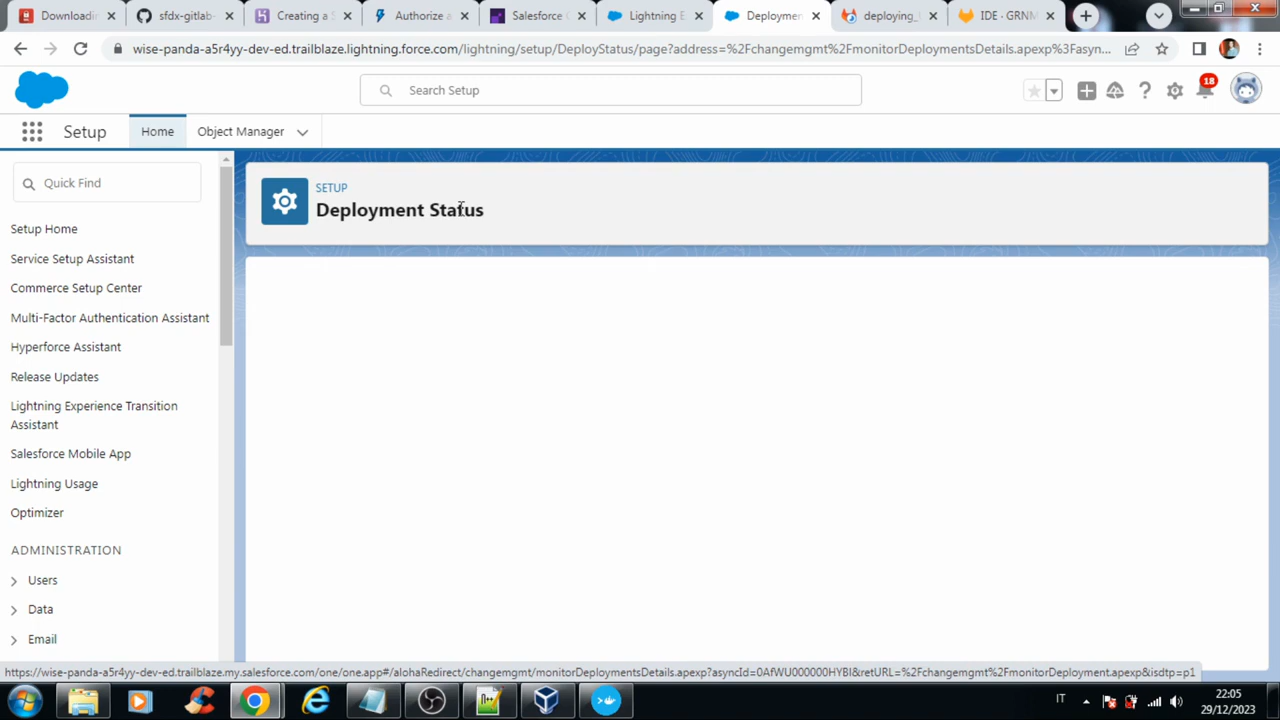 Downloadin
sfdx-gitlab-
Creating a S
Authorize a
Salesforce C
Lightning E
Deployment
deploying_
IDE · GRNM
wise-panda-a5r4yy-dev-ed.trailblaze.lightning.force.com/lightning/setup/DeployStatus/page?address=%2Fchangemgmt%2FmonitorDeploymentsDetails.apexp%3Fasyn...
Search Setup
18
Setup
Home
Object Manager
Quick Find
SETUP
Deployment Status
Setup Home
Service Setup Assistant
Commerce Setup Center
Multi-Factor Authentication Assistant
Hyperforce Assistant
Release Updates
Lightning Experience Transition
Assistant
Salesforce Mobile App
Lightning Usage
Optimizer
ADMINISTRATION
Users
Data
Email
https://wise-panda-a5r4yy-dev-ed.trailblaze.my.salesforce.com/one/one.app#/alohaRedirect/changemgmt/monitorDeploymentsDetails.apexp?asyncId=0AfWU000000HYBI&retURL=%2Fchangemgmt%2FmonitorDeployment.apexp&isdtp=p1
IT
22:05
29/12/2023